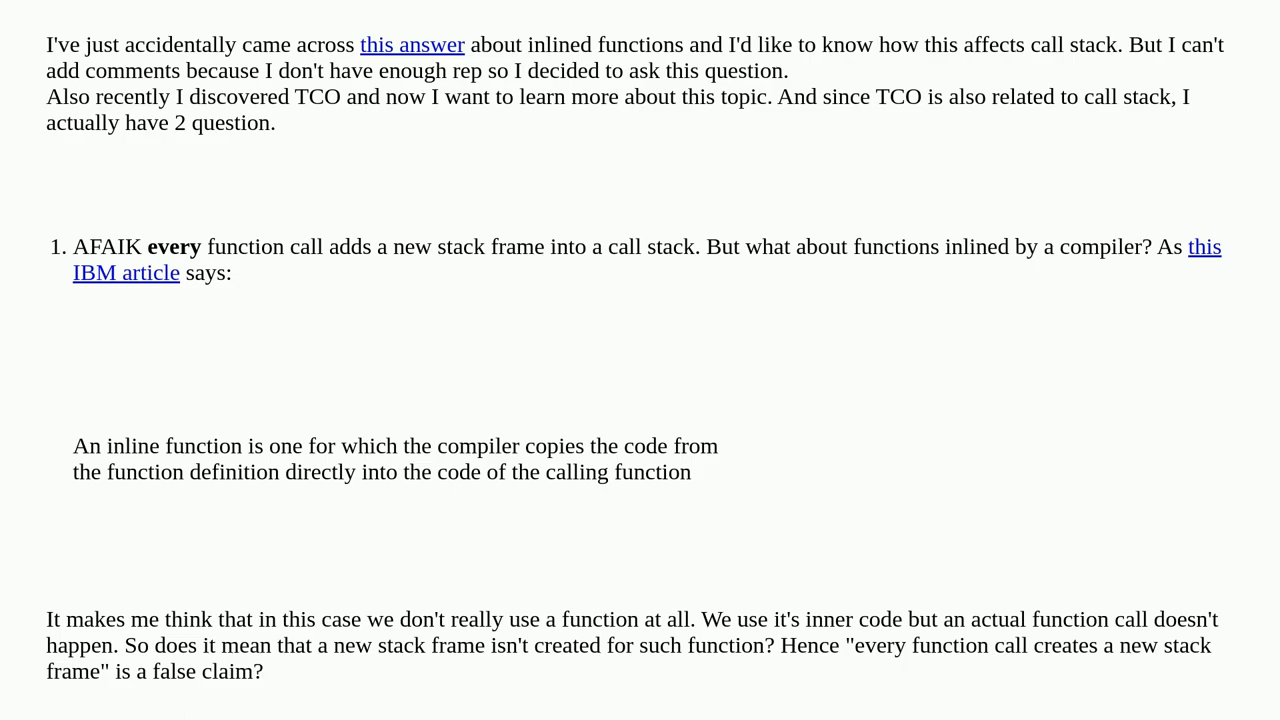 I've just accidentally came across this answer about inlined functions and I'd like to know how this affects call stack. But I can't
add comments because I don't have enough rep so I decided to ask this question.
Also recently I discovered TCO and now I want to learn more about this topic. And since TCO is also related to call stack, I
actually have 2 question.
1. AFAIK every function call adds a new stack frame into a call stack. But what about functions inlined by a compiler? As this
IBM article says:
An inline function is one for which the compiler copies the code from
the function definition directly into the code of the calling function
It makes me think that in this case we don't really use a function at all. We use it's inner code but an actual function call doesn't
happen. So does it mean that a new stack frame isn't created for such function? Hence "every function call creates a new stack
frame" is a false claim?